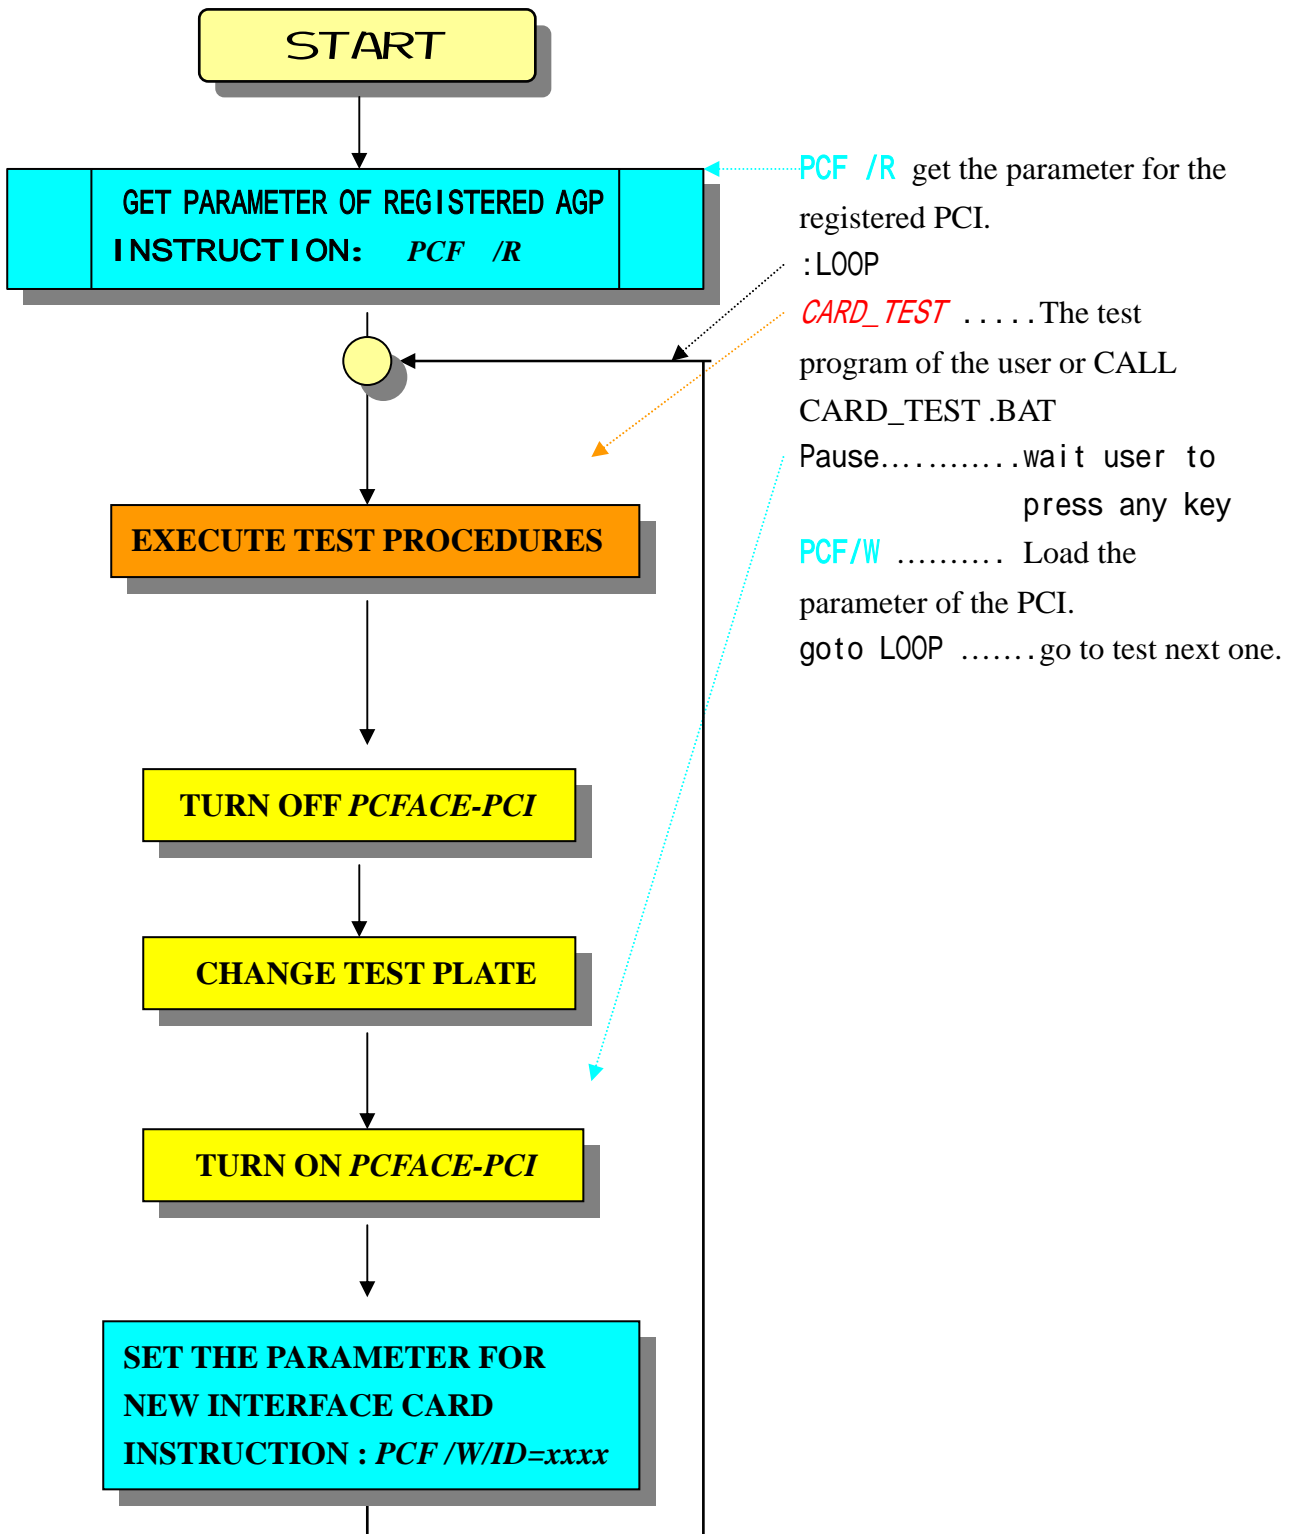 START
GET PARAMETER OF REGISTERED AGP
INSTRUCTION: PCF /R
EXECUTE TEST PROCEDURES
TURN OFF PCFACE-PCI
CHANGE TEST PLATE
TURN ON PCFACE-PCI
SET THE PARAMETER FOR
NEW INTERFACE CARD
INSTRUCTION : PCF /W/ID=xxxx
PCF /R get the parameter for the
registered PCI.
:LOOP
CARD_TEST .....The test
program of the user or CALL
CARD_TEST .BAT
Pause............wait user to
press any key
PCF/W .......... Load the
parameter of the PCI.
goto LOOP .......go to test next one.